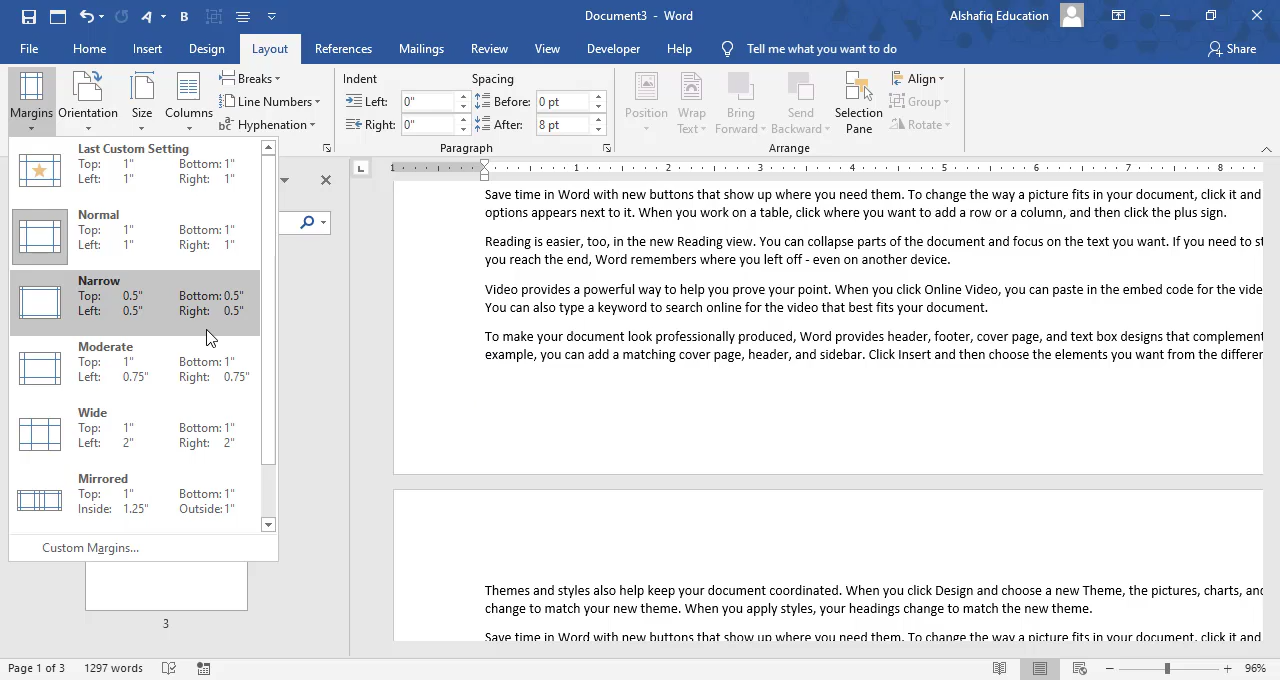 Document3 - Word
Alshafiq Education
File Home Insert Design Layout References Mailings Review View Developer Help Tell me what you want to do Share
Margins Orientation Size Columns Breaks Line Numbers Hyphenation
Indent Spacing
Left: 0" Before: 0 pt
Right: 0" After: 8 pt
Paragraph
Position Wrap Text Bring Forward Send Backward Selection Pane Align Group Rotate
Arrange
Last Custom Setting
Top: 1" Bottom: 1"
Left: 1" Right: 1"
Normal
Top: 1" Bottom: 1"
Left: 1" Right: 1"
Narrow
Top: 0.5" Bottom: 0.5"
Left: 0.5" Right: 0.5"
Moderate
Top: 1" Bottom: 1"
Left: 0.75" Right: 0.75"
Wide
Top: 1" Bottom: 1"
Left: 2" Right: 2"
Mirrored
Top: 1" Bottom: 1"
Inside: 1.25" Outside: 1"
Custom Margins...
3
1 1 2 3 4 5 6 7 8
Save time in Word with new buttons that show up where you need them. To change the way a picture fits in your document, click it and
options appears next to it. When you work on a table, click where you want to add a row or a column, and then click the plus sign.
Reading is easier, too, in the new Reading view. You can collapse parts of the document and focus on the text you want. If you need to
you reach the end, Word remembers where you left off - even on another device.
Video provides a powerful way to help you prove your point. When you click Online Video, you can paste in the embed code for the
You can also type a keyword to search online for the video that best fits your document.
To make your document look professionally produced, Word provides header, footer, cover page, and text box designs that complement
example, you can add a matching cover page, header, and sidebar. Click Insert and then choose the elements you want from the
Themes and styles also help keep your document coordinated. When you click Design and choose a new Theme, the pictures, charts,
change to match your new theme. When you apply styles, your headings change to match the new theme.
Save time in Word with new buttons that show up where you need them. To change the way a picture fits in your document, click it and
Page 1 of 3 1297 words 96%